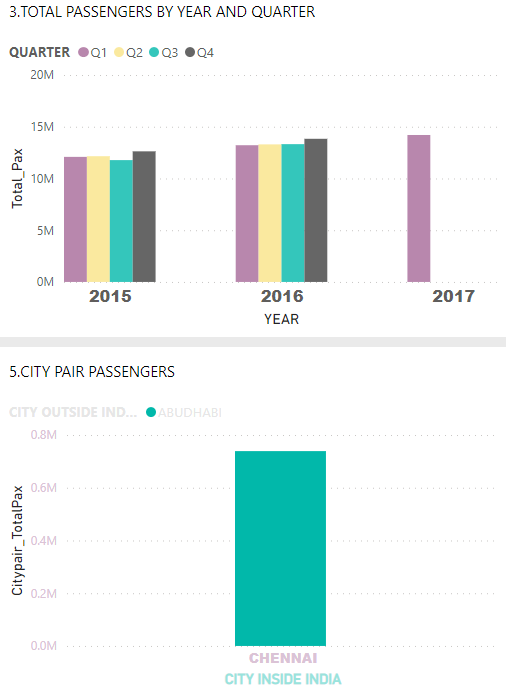 3.TOTAL PASSENGERS BY YEAR AND QUARTER
QUARTER Q1 Q2 Q3 Q4
20M
15M
10M
5M
0M
Total_Pax
2015 2016 2017
YEAR
5.CITY PAIR PASSENGERS
CITY OUTSIDE IND... ABUDHABI
0.8M
0.6M
0.4M
0.2M
0.0M
Citypair_TotalPax
CHENNAI
CITY INSIDE INDIA